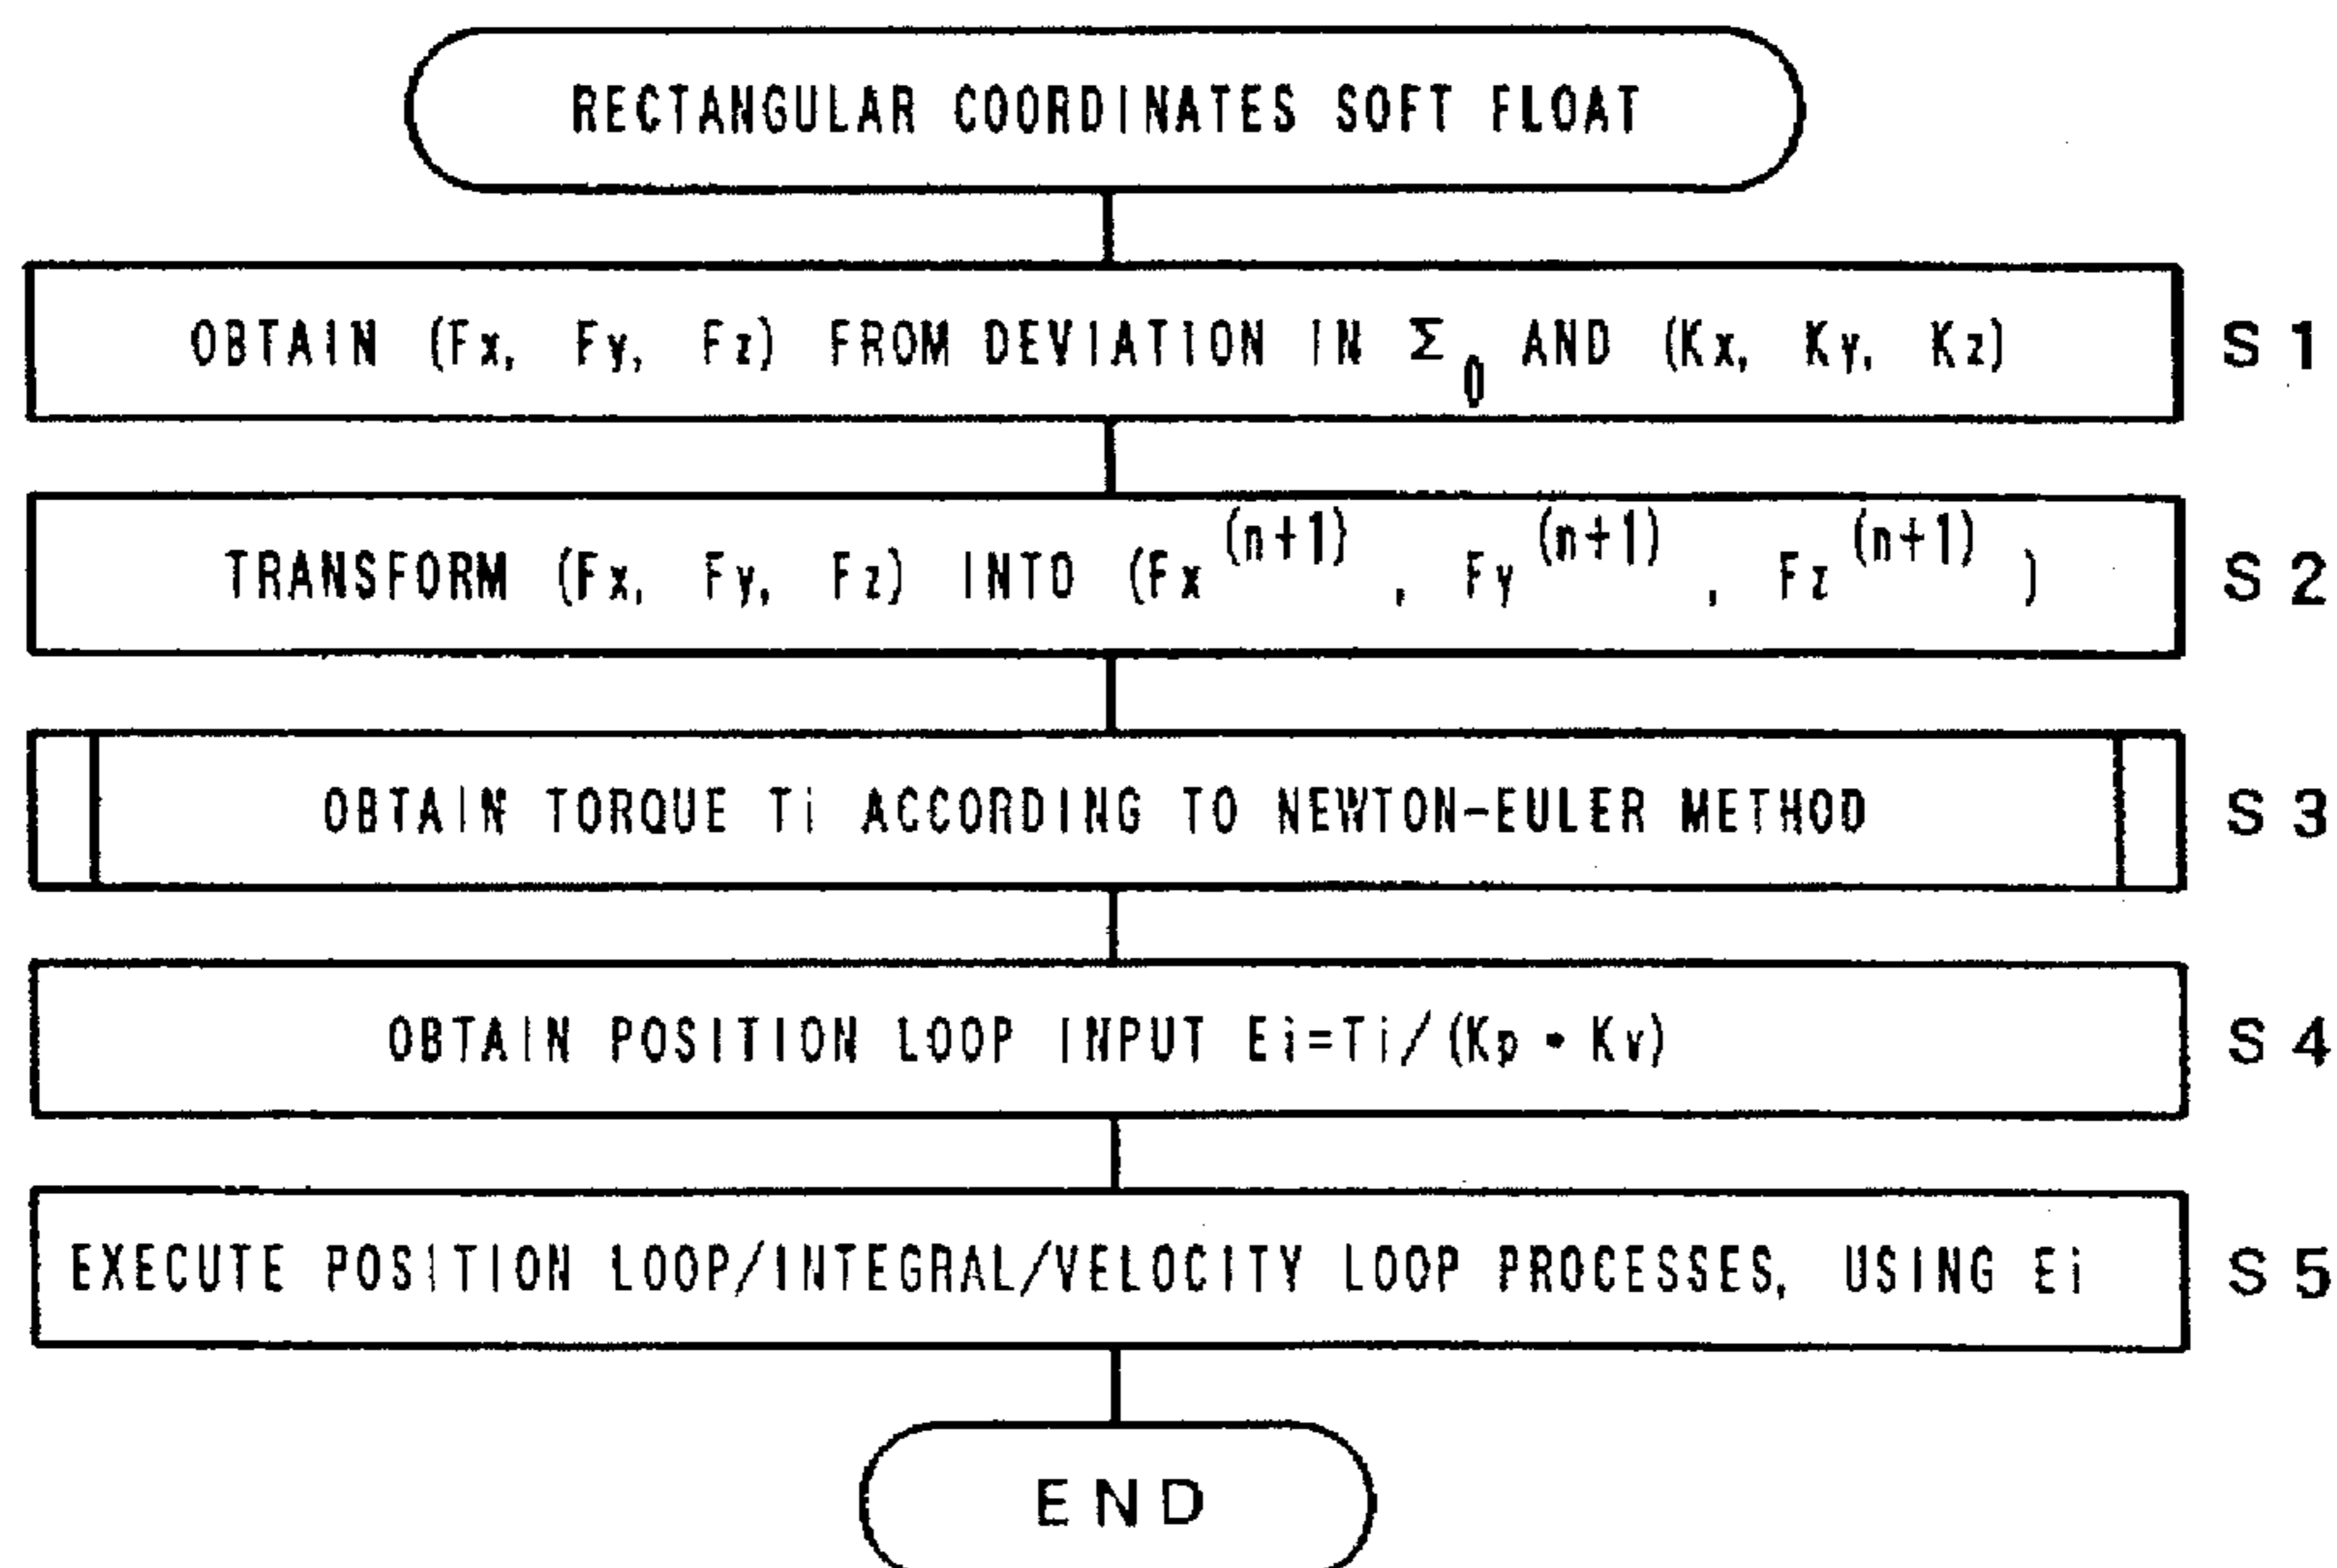 RECTANGULAR COORDINATES SOFT FLOAT
OBTAIN (Fx, Fy, Fz) FROM DEVIATION IN Σ0 AND (Kx, Ky, Kz) S1
TRANSFORM (Fx, Fy, Fz) INTO (Fx(n+1), Fy(n+1), Fz(n+1)) S2
OBTAIN TORQUE Ti ACCORDING TO NEWTON-EULER METHOD S3
OBTAIN POSITION LOOP INPUT Ei=Ti/(Kp•Kv) S4
EXECUTE POSITION LOOP/INTEGRAL/VELOCITY LOOP PROCESSES, USING Ei S5
END